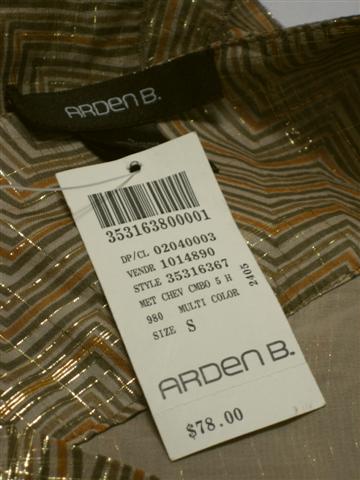 ARDEN B.
353163800001
DP/CL 02040003
VENDR 1014890
STYLE 35316367
MET CHEV CMBO 5 H
980 MULTI COLOR
SIZE S
2405
ARDEN B.
$78.00